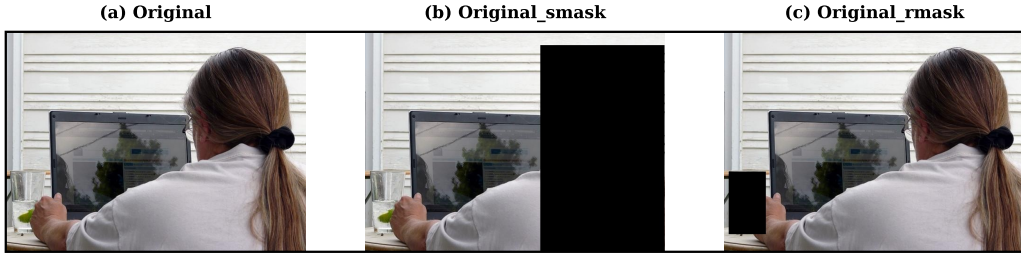 (a) Original
(b) Original_smask
(c) Original_rmask